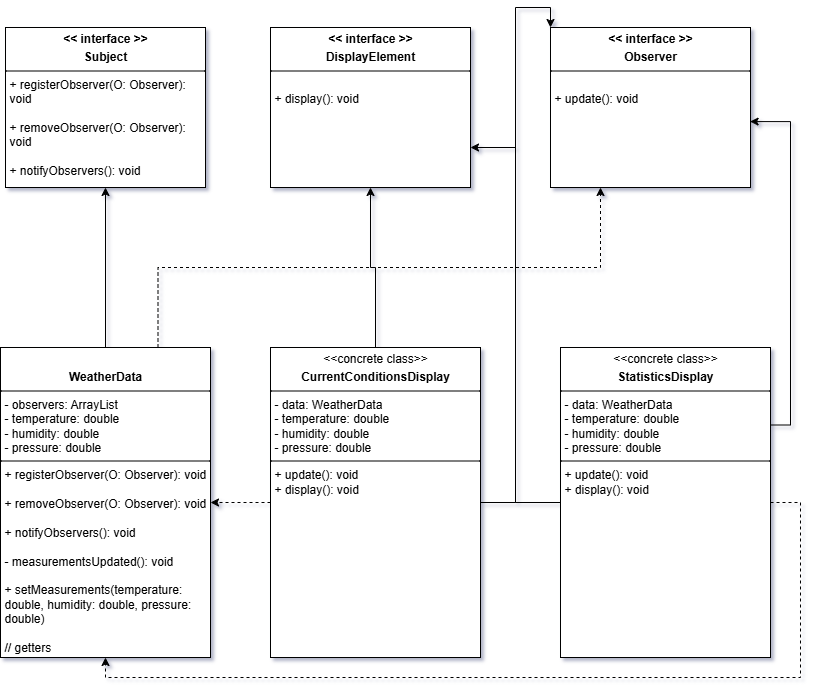 << interface >>
Subject
+ registerObserver(O: Observer):
void
+ removeObserver(O: Observer):
void
+ notifyObservers(): void
<< interface >>
DisplayElement
+ display(): void
<< interface >>
Observer
+ update(): void
WeatherData
- observers: ArrayList
- temperature: double
- humidity: double
- pressure: double
+ registerObserver(O: Observer): void
+ removeObserver(O: Observer): void
+ notifyObservers(): void
- measurementsUpdated(): void
+ setMeasurements(temperature:
double, humidity: double, pressure:
double)
// getters
<<concrete class>>
CurrentConditionsDisplay
- data: WeatherData
- temperature: double
- humidity: double
- pressure: double
+ update(): void
+ display(): void
<<concrete class>>
StatisticsDisplay
- data: WeatherData
- temperature: double
- humidity: double
- pressure: double
+ update(): void
+ display(): void